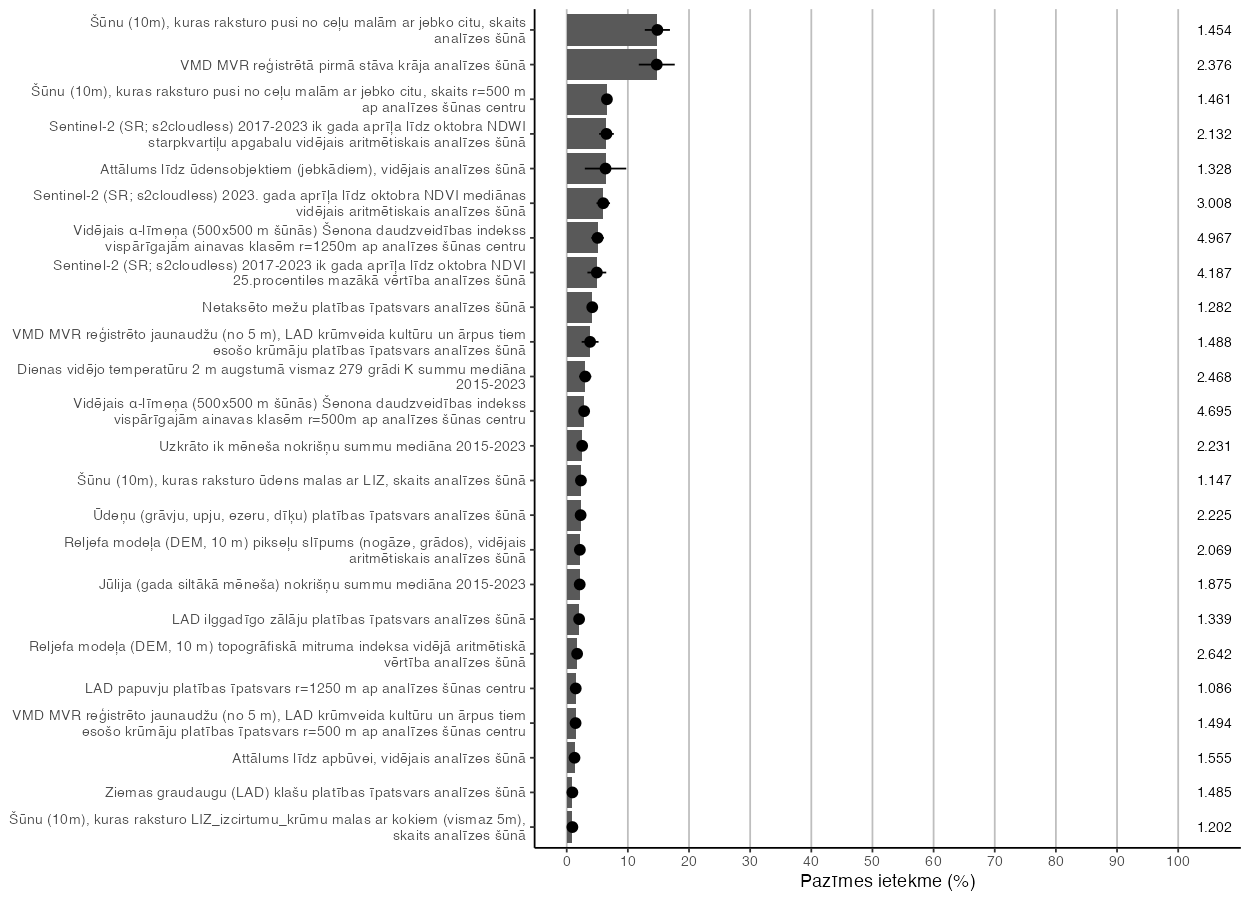 Šūnu (10m), kuras raksturo pusi no ceļu malām ar jebko citu, skaits
analīzes šūnā
1.454
VMD MVR reģistrētā pirmā stāva krāja analīzes šūnā
2.376
Šūnu (10m), kuras raksturo pusi no ceļu malām ar jebko citu, skaits r=500 m
ap analīzes šūnas centru
1.461
Sentinel-2 (SR; s2cloudless) 2017-2023 ik gada aprīļa līdz oktobra NDWI
starpkvartiļu apgabalu vidējais aritmētiskais analīzes šūnā
2.132
Attālums līdz ūdensobjektiem (jebkādiem), vidējais analīzes šūnā
1.328
Sentinel-2 (SR; s2cloudless) 2023. gada aprīļa līdz oktobra NDVI mediānas
vidējais aritmētiskais analīzes šūnā
3.008
Vidējais α-līmeņa (500x500 m šūnās) Šenona daudzveidības indekss
vispārīgajām ainavas klasēm r=1250m ap analīzes šūnas centru
4.967
Sentinel-2 (SR; s2cloudless) 2017-2023 ik gada aprīļa līdz oktobra NDVI
25.procentiles mazākā vērtība analīzes šūnā
4.187
Netaksēto mežu platības īpatsvars analīzes šūnā
1.282
VMD MVR reģistrēto jaunaudžu (no 5 m), LAD krūmveida kultūru un ārpus tiem
esošo krūmāju platības īpatsvars analīzes šūnā
1.488
Dienas vidējo temperatūru 2 m augstumā vismaz 279 grādi K summu mediāna
2015-2023
2.468
Vidējais α-līmeņa (500x500 m šūnās) Šenona daudzveidības indekss
vispārīgajām ainavas klasēm r=500m ap analīzes šūnas centru
4.695
Uzkrāto ik mēneša nokrišņu summu mediāna 2015-2023
2.231
Šūnu (10m), kuras raksturo ūdens malas ar LIZ, skaits analīzes šūnā
1.147
Ūdeņu (grāvju, upju, ezeru, dīķu) platības īpatsvars analīzes šūnā
2.225
Reljefa modeļa (DEM, 10 m) pikseļu slīpums (nogāze, grādos), vidējais
aritmētiskais analīzes šūnā
2.069
Jūlija (gada siltākā mēneša) nokrišņu summu mediāna 2015-2023
1.875
LAD ilggadīgo zālāju platības īpatsvars analīzes šūnā
1.339
Reljefa modeļa (DEM, 10 m) topogrāfiskā mitruma indeksa vidējā aritmētiskā
vērtība analīzes šūnā
2.642
LAD papuvju platības īpatsvars r=1250 m ap analīzes šūnas centru
1.086
VMD MVR reģistrēto jaunaudžu (no 5 m), LAD krūmveida kultūru un ārpus tiem
esošo krūmāju platības īpatsvars r=500 m ap analīzes šūnas centru
1.494
Attālums līdz apbūvei, vidējais analīzes šūnā
1.555
Ziemas graudaugu (LAD) klašu platības īpatsvars analīzes šūnā
1.485
Šūnu (10m), kuras raksturo LIZ_izcirtumu_krūmu malas ar kokiem (vismaz 5m),
skaits analīzes šūnā
1.202
0 10 20 30 40 50 60 70 80 90 100
Pazīmes ietekme (%)